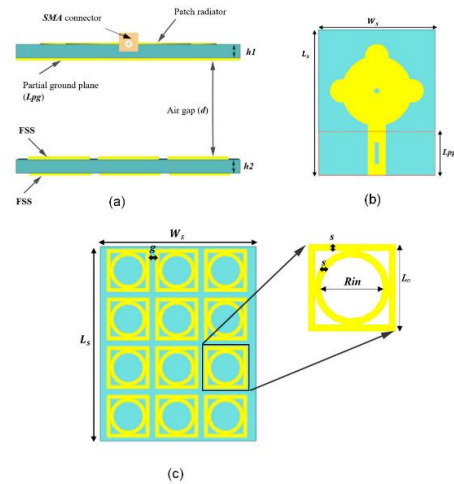 Patch radiator
SMA connector
h1
Partial ground plane
(Lpg)
Air gap (d)
FSS
h2
FSS
(a)
Ws
Ls
Lpg
(b)
Ws
g
Ls
s
s
Rin
Lo
(c)